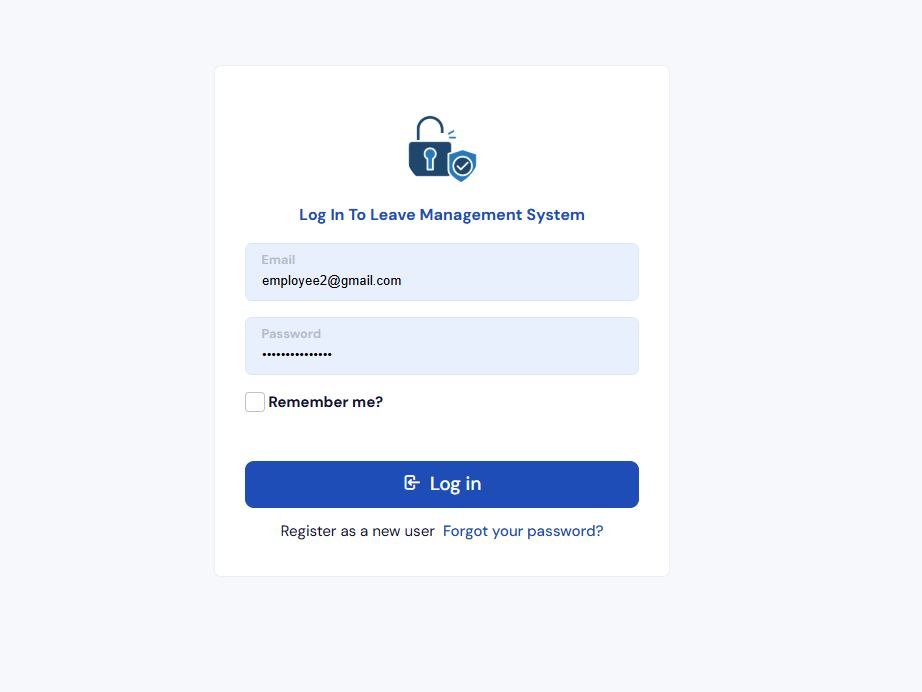 Log In To Leave Management System
Email
employee2@gmail.com
Password
•••••••••••••••
Remember me?
Log in
Register as a new user Forgot your password?